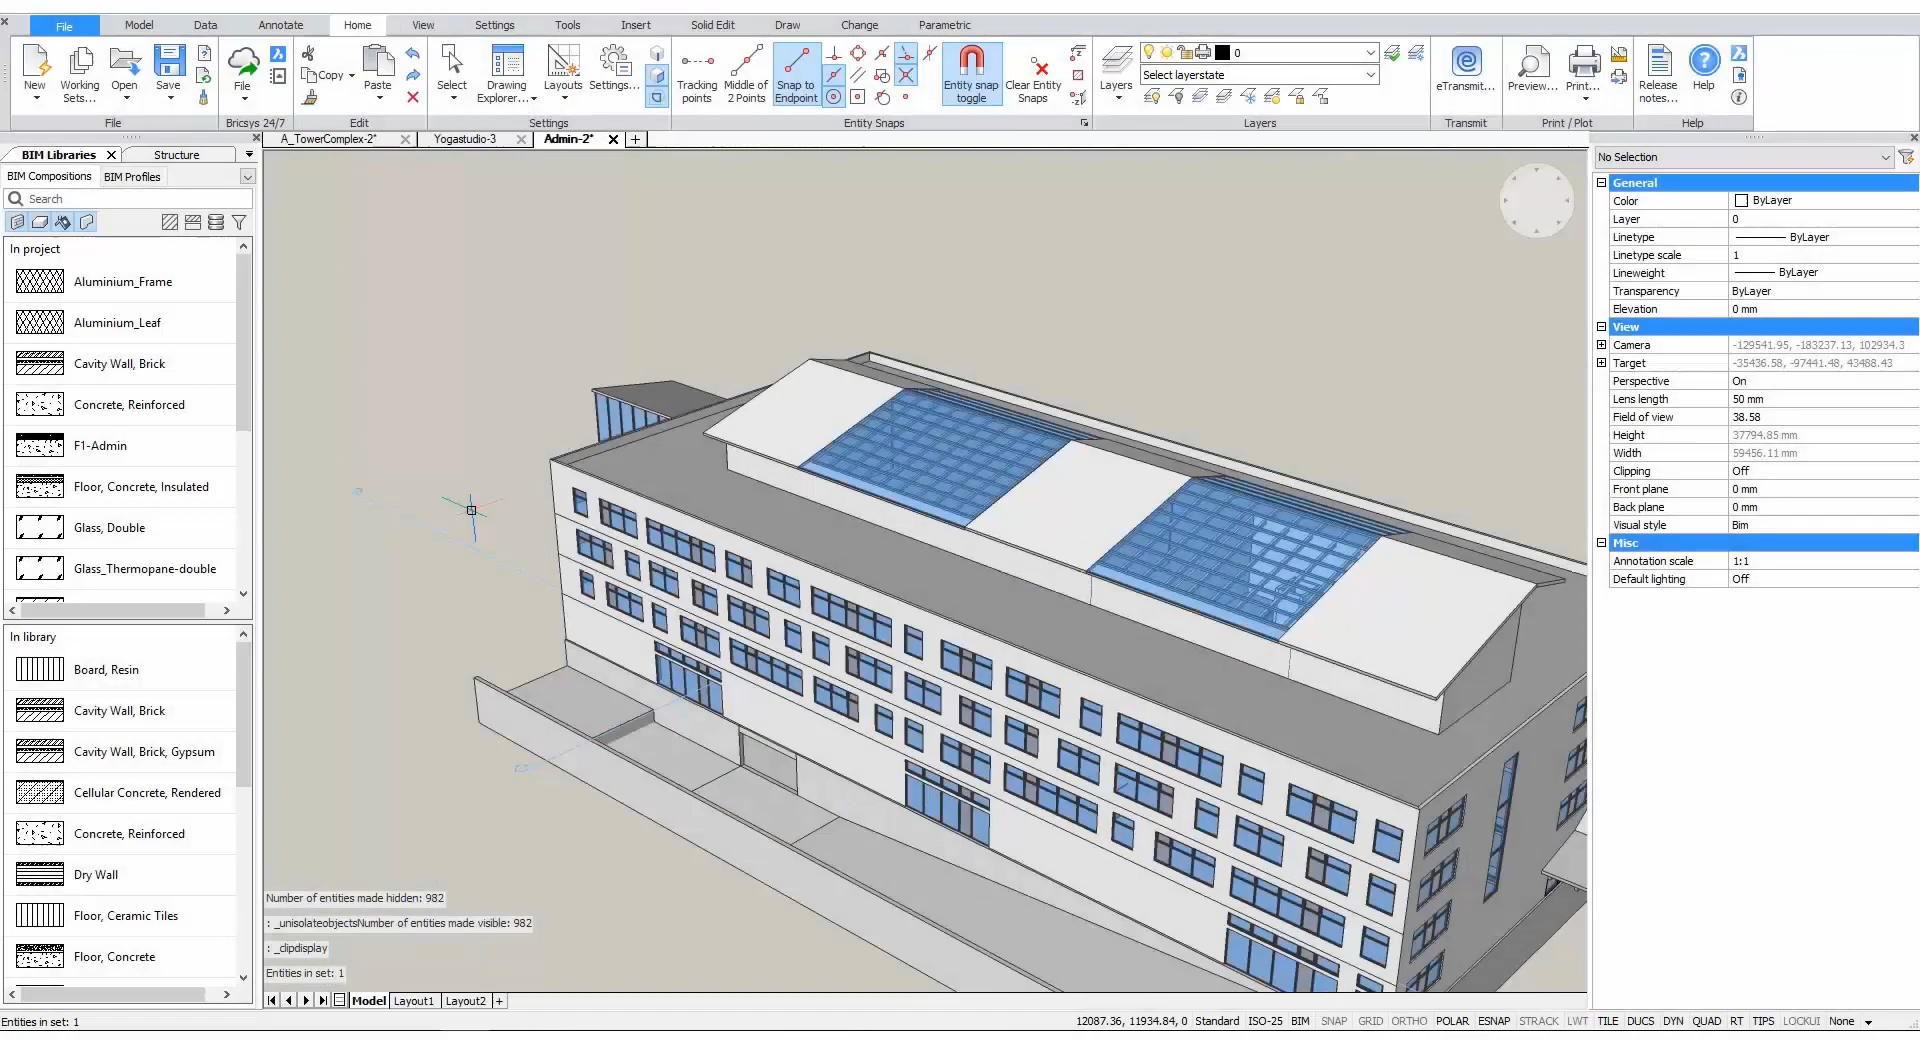 File Model Data Annotate Home View Settings Tools Insert Solid Edit Draw Change Parametric
New Working Sets... Open Save
File
Copy Paste
Select Drawing Explorer... Layouts Settings...
Tracking points Middle of 2 Points Snap to Endpoint Entity snap toggle Clear Entity Snaps
Layers
0
Select layerstate
eTransmit... Preview... Print... Release notes... Help
File Bricsys 24/7 Edit Settings Entity Snaps Layers Transmit Print / Plot Help
A_TowerComplex-2* Yogastudio-3 Admin-2*
BIM Libraries Structure
BIM Compositions BIM Profiles
Search
In project
Aluminium_Frame
Aluminium_Leaf
Cavity Wall, Brick
Concrete, Reinforced
F1-Admin
Floor, Concrete, Insulated
Glass, Double
Glass_Thermopane-double
In library
Board, Resin
Cavity Wall, Brick
Cavity Wall, Brick, Gypsum
Cellular Concrete, Rendered
Concrete, Reinforced
Dry Wall
Floor, Ceramic Tiles
Floor, Concrete
Number of entities made hidden: 982
: _unisolateobjectsNumber of entities made visible: 982
: _clipdisplay
Entities in set: 1
Model Layout1 Layout2 +
No Selection
General
Color ByLayer
Layer 0
Linetype ByLayer
Linetype scale 1
Lineweight ByLayer
Transparency ByLayer
Elevation 0 mm
View
Camera -129541.95, -183237.13, 102934.3
Target -35436.58, -97441.48, 43488.43
Perspective On
Lens length 50 mm
Field of view 38.58
Height 37794.85 mm
Width 59456.11 mm
Clipping Off
Front plane 0 mm
Back plane 0 mm
Visual style Bim
Misc
Annotation scale 1:1
Default lighting Off
Entities in set: 1
12087.36, 11934.84, 0 Standard ISO-25 BIM SNAP GRID ORTHO POLAR ESNAP STRACK LWT TILE DUCS DYN QUAD RT TIPS LOCKUI None